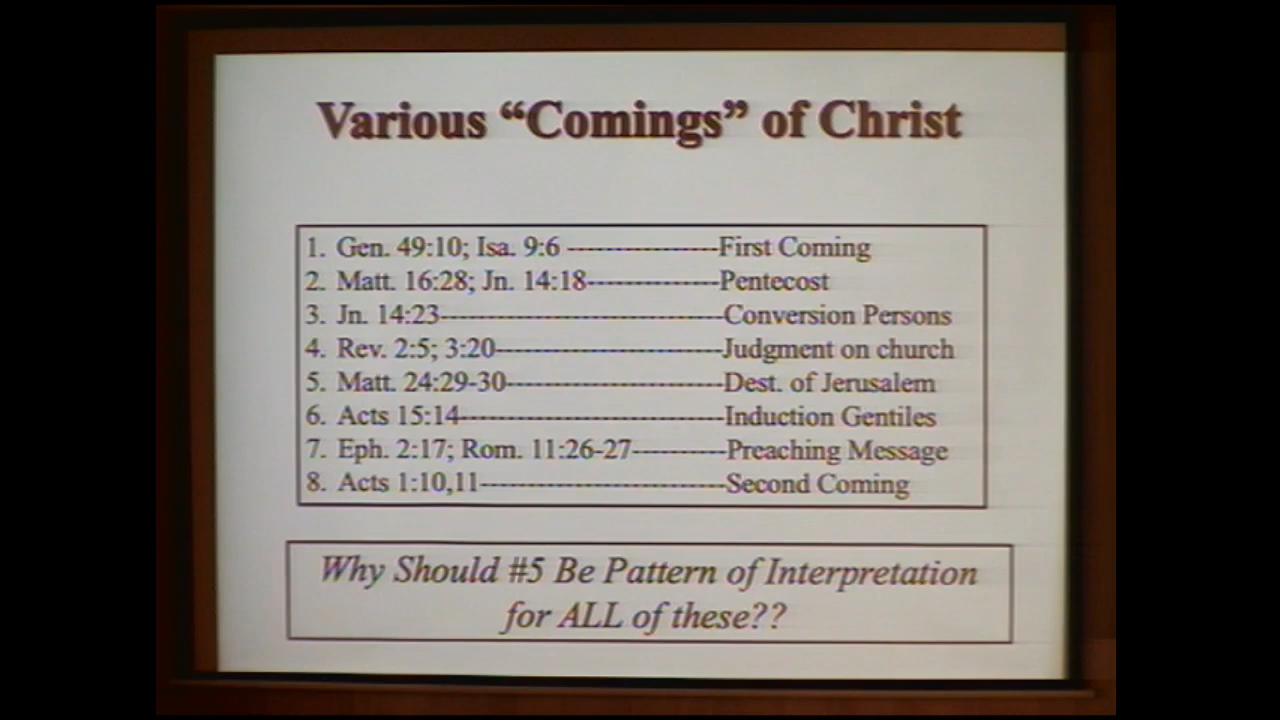 Various “Comings” of Christ
1. Gen. 49:10; Isa. 9:6 ----------------First Coming
2. Matt. 16:28; Jn. 14:18--------------Pentecost
3. Jn. 14:23------------------------------Conversion Persons
4. Rev. 2:5; 3:20------------------------Judgment on church
5. Matt. 24:29-30-----------------------Dest. of Jerusalem
6. Acts 15:14----------------------------Induction Gentiles
7. Eph. 2:17; Rom. 11:26-27----------Preaching Message
8. Acts 1:10,11--------------------------Second Coming
Why Should #5 Be Pattern of Interpretation
for ALL of these??